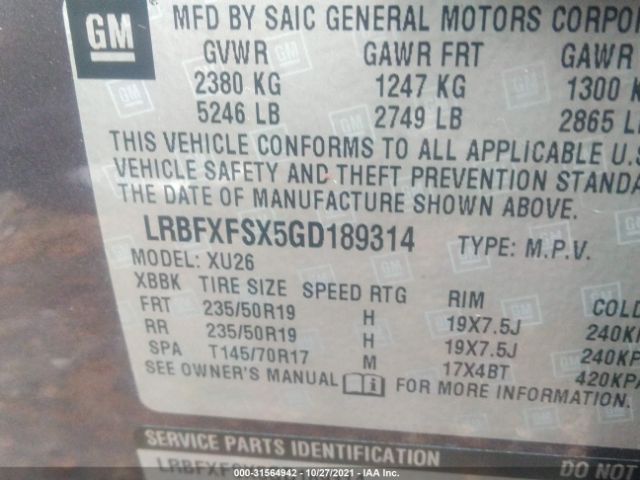 GM MFD BY SAIC GENERAL MOTORS CORPOR
GVWR GAWR FRT GAWR
2380 KG 1247 KG 1300 K
5246 LB 2749 LB 2865 L
THIS VEHICLE CONFORMS TO ALL APPLICABLE U.S
VEHICLE SAFETY AND THEFT PREVENTION STANDA
THE DATE OF MANUFACTURE SHOWN ABOVE.
LRBFXFSX5GD189314 TYPE: M.P.V.
MODEL: XU26
XBBK TIRE SIZE SPEED RTG RIM COLD
FRT 235/50R19 H 19X7.5J 240KP
RR 235/50R19 H 19X7.5J 240KP
SPA T145/70R17 M 17X4BT 420KPA
SEE OWNER'S MANUAL FOR MORE INFORMATION.
SERVICE PARTS IDENTIFICATION DO NOT
000-31564942 - 10/27/2021 - IAA Inc.